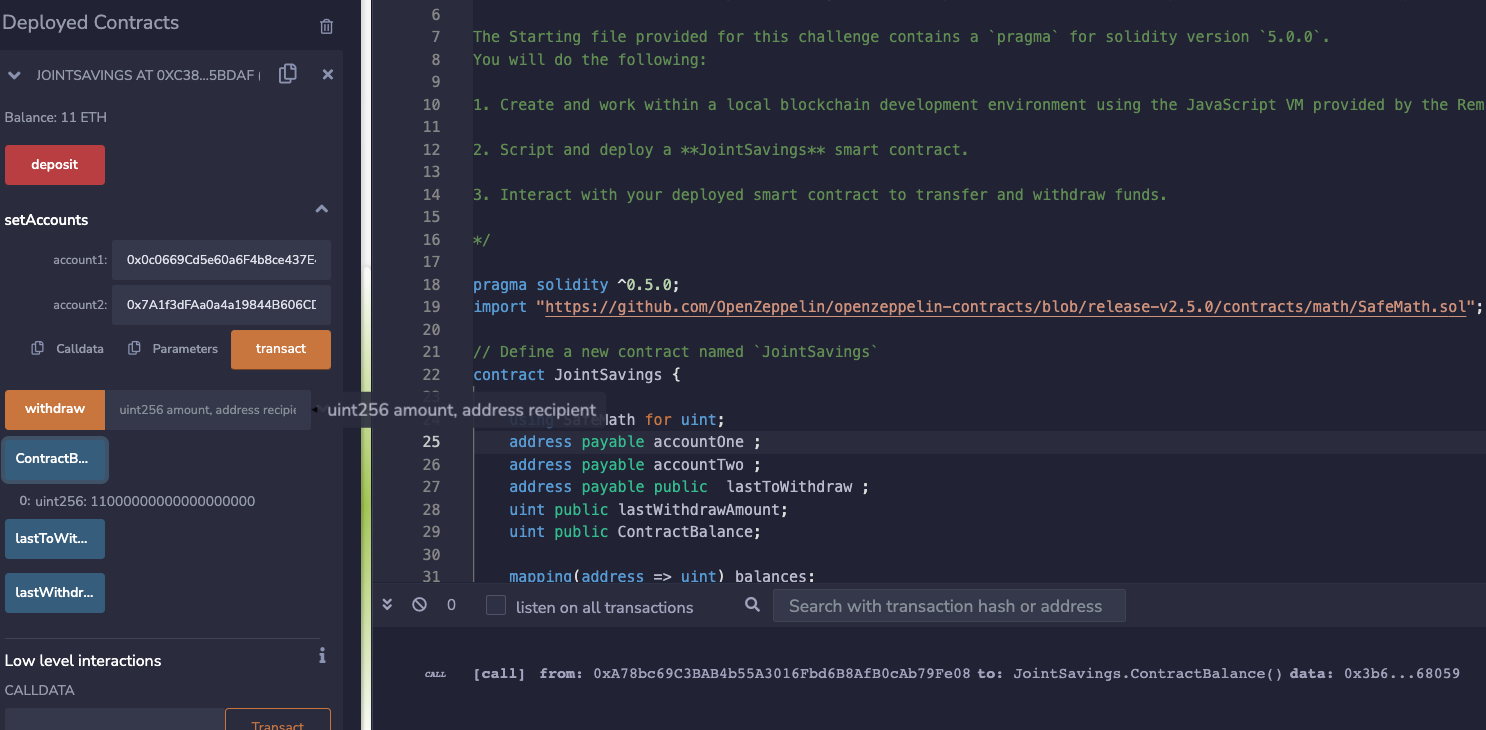 Deployed Contracts
JOINTSAVINGS AT 0XC38...5BDAF (
Balance: 11 ETH
deposit
setAccounts
account1: 0x0c0669Cd5e60a6F4b8ce437E
account2: 0x7A1f3dFAa0a4a19844B606CD
Calldata Parameters transact
withdraw uint256 amount, address recipie
uint256 amount, address recipient
ContractB...
0: uint256: 11000000000000000000
lastToWit...
lastWithdr...
Low level interactions
i
CALLDATA
Transact
6
7 The Starting file provided for this challenge contains a `pragma` for solidity version `5.0.0`.
8 You will do the following:
9
10 1. Create and work within a local blockchain development environment using the JavaScript VM provided by the Rem
11
12 2. Script and deploy a **JointSavings** smart contract.
13
14 3. Interact with your deployed smart contract to transfer and withdraw funds.
15
16 */
17
18 pragma solidity ^0.5.0;
19 import "https://github.com/OpenZeppelin/openzeppelin-contracts/blob/release-v2.5.0/contracts/math/SafeMath.sol";
20
21 // Define a new contract named `JointSavings`
22 contract JointSavings {
23
24 using SafeMath for uint;
25 address payable accountOne ;
26 address payable accountTwo ;
27 address payable public lastToWithdraw ;
28 uint public lastWithdrawAmount;
29 uint public ContractBalance;
30
31 mapping(address => uint) balances;
0 listen on all transactions Search with transaction hash or address
CALL [call] from: 0xA78bc69C3BAB4b55A3016Fbd6B8AfB0cAb79Fe08 to: JointSavings.ContractBalance() data: 0x3b6...68059